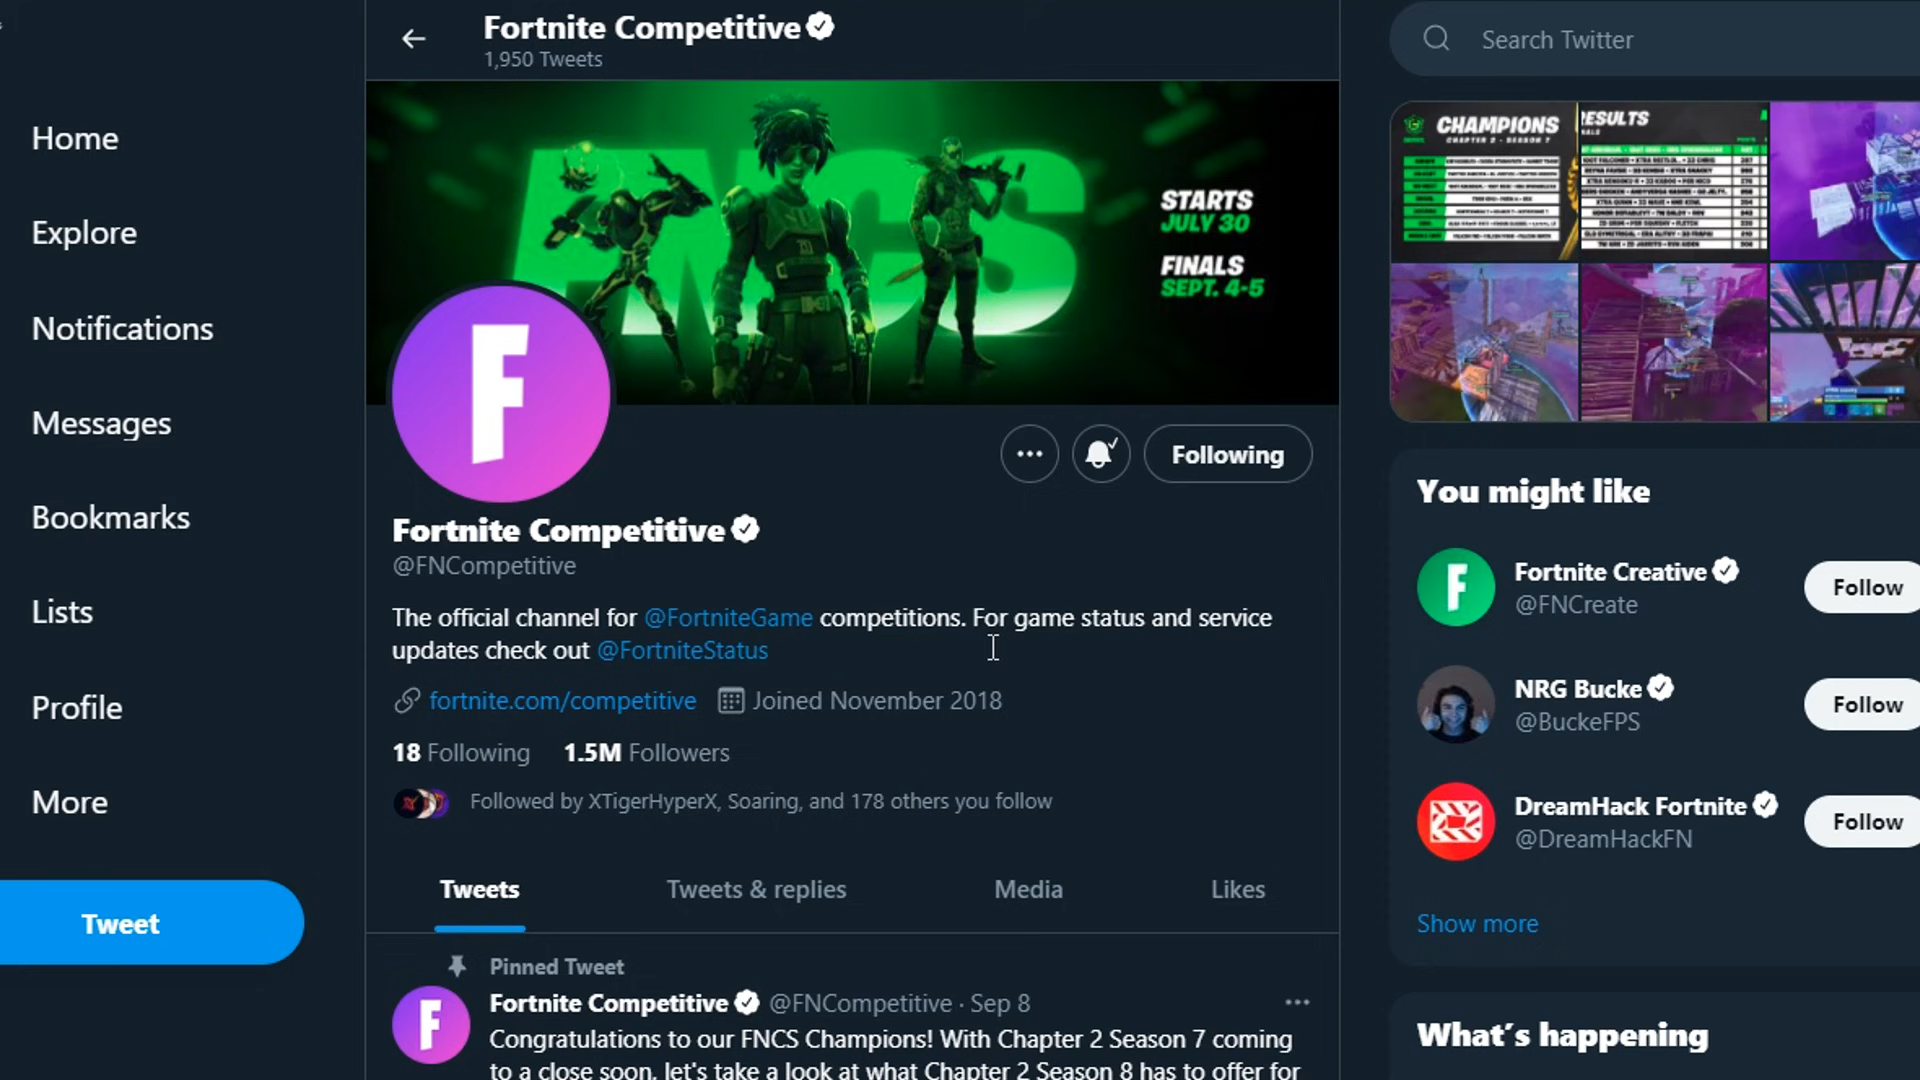 Fortnite Competitive
1,950 Tweets
Search Twitter
Home
Explore
Notifications
Messages
Bookmarks
Lists
Profile
More
Tweet
FNCS
STARTS
JULY 30
FINALS
SEPT. 4-5
F
Following
Fortnite Competitive
@FNCompetitive
The official channel for @FortniteGame competitions. For game status and service
updates check out @FortniteStatus
fortnite.com/competitive Joined November 2018
18 Following 1.5M Followers
Followed by XTigerHyperX, Soaring, and 178 others you follow
Tweets Tweets & replies Media Likes
Pinned Tweet
F
Fortnite Competitive @FNCompetitive · Sep 8
Congratulations to our FNCS Champions! With Chapter 2 Season 7 coming
to a close soon, let's take a look at what Chapter 2 Season 8 has to offer for
CHAMPIONS
CHAPTER 2 - SEASON 7
RESULTS
You might like
F
Fortnite Creative
@FNCreate
Follow
NRG Bucke
@BuckeFPS
Follow
DreamHack Fortnite
@DreamHackFN
Follow
Show more
What's happening